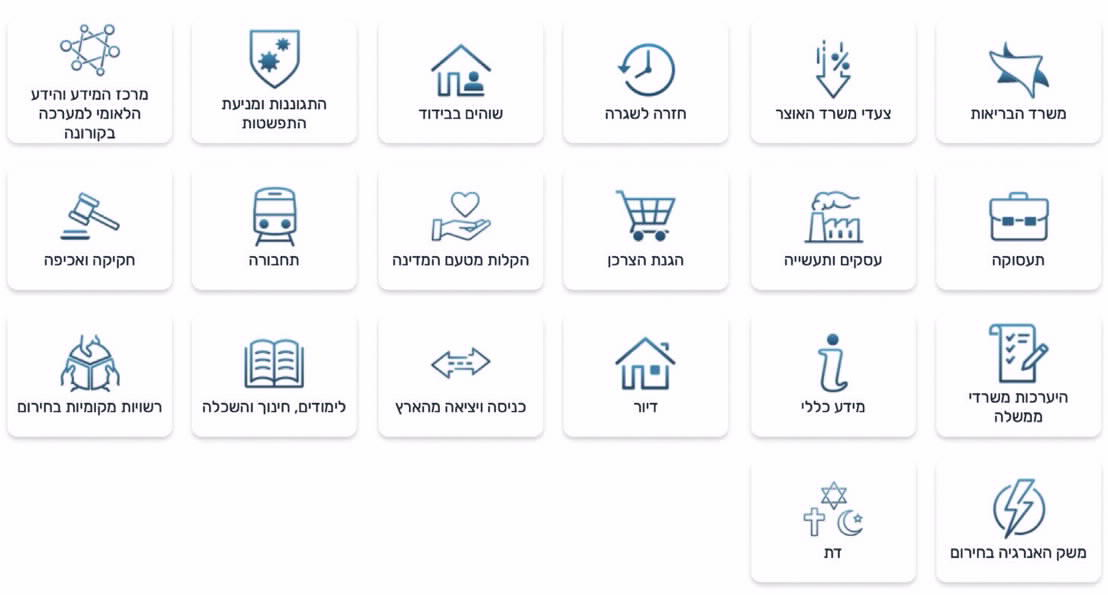 משרד הבריאות
צעדי משרד האוצר
חזרה לשגרה
שוהים בבידוד
התגוננות ומניעת
התפשטות
מרכז המידע והידע
הלאומי למערכה
בקורונה
תעסוקה
עסקים ותעשייה
הגנת הצרכן
הקלות מטעם המדינה
תחבורה
חקיקה ואכיפה
היערכות משרדי
ממשלה
מידע כללי
דיור
כניסה ויציאה מהארץ
לימודים, חינוך והשכלה
רשויות מקומיות בחירום
משק האנרגיה בחירום
דת